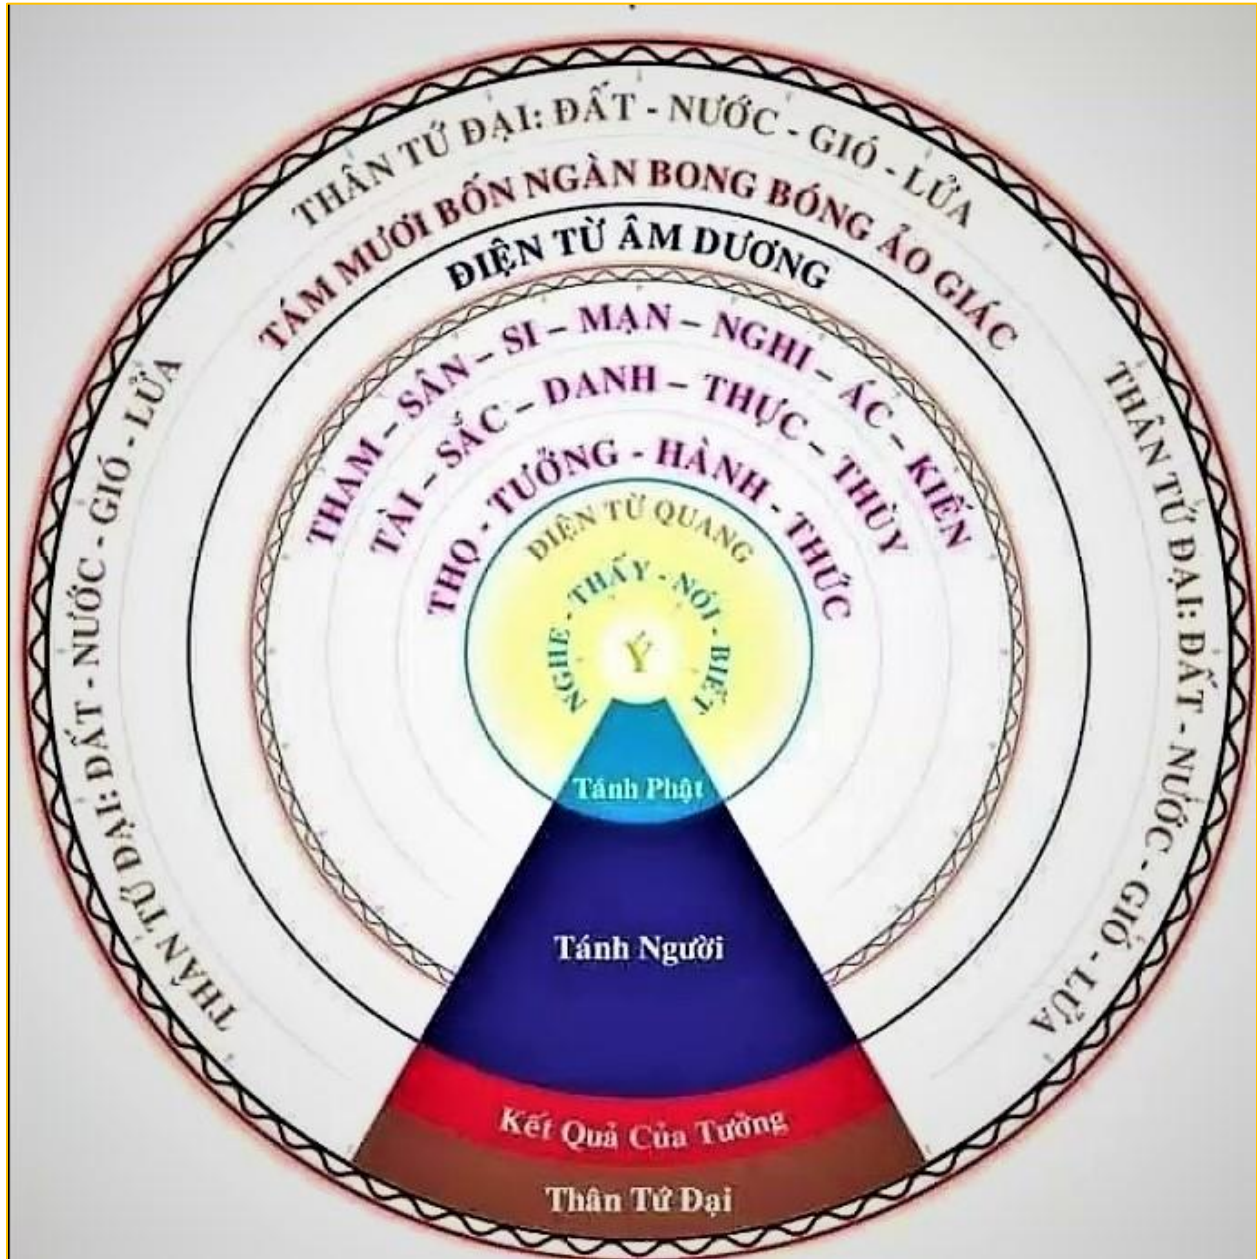 THÂN TỨ ĐẠI: ĐẤT - NƯỚC - GIÓ - LỬA
TÁM MƯƠI BỐN NGÀN BONG BÓNG ẢO GIÁC
ĐIỆN TỪ ÂM DƯƠNG
THAM – SÂN – SI – MẠN – NGHI – ÁC – KIẾN
TÀI – SẮC – DANH – THỰC – THÙY
THỌ - TƯỞNG - HÀNH - THỨC
ĐIỆN TỪ QUANG
NGHE - THẤY - NÓI - BIẾT
Ý
THÂN TỨ ĐẠI: ĐẤT - NƯỚC - GIÓ - LỬA
THÂN TỨ ĐẠI: ĐẤT - NƯỚC - GIÓ - LỬA
Tánh Phật
Tánh Người
Kết Quả Của Tưởng
Thân Tứ Đại